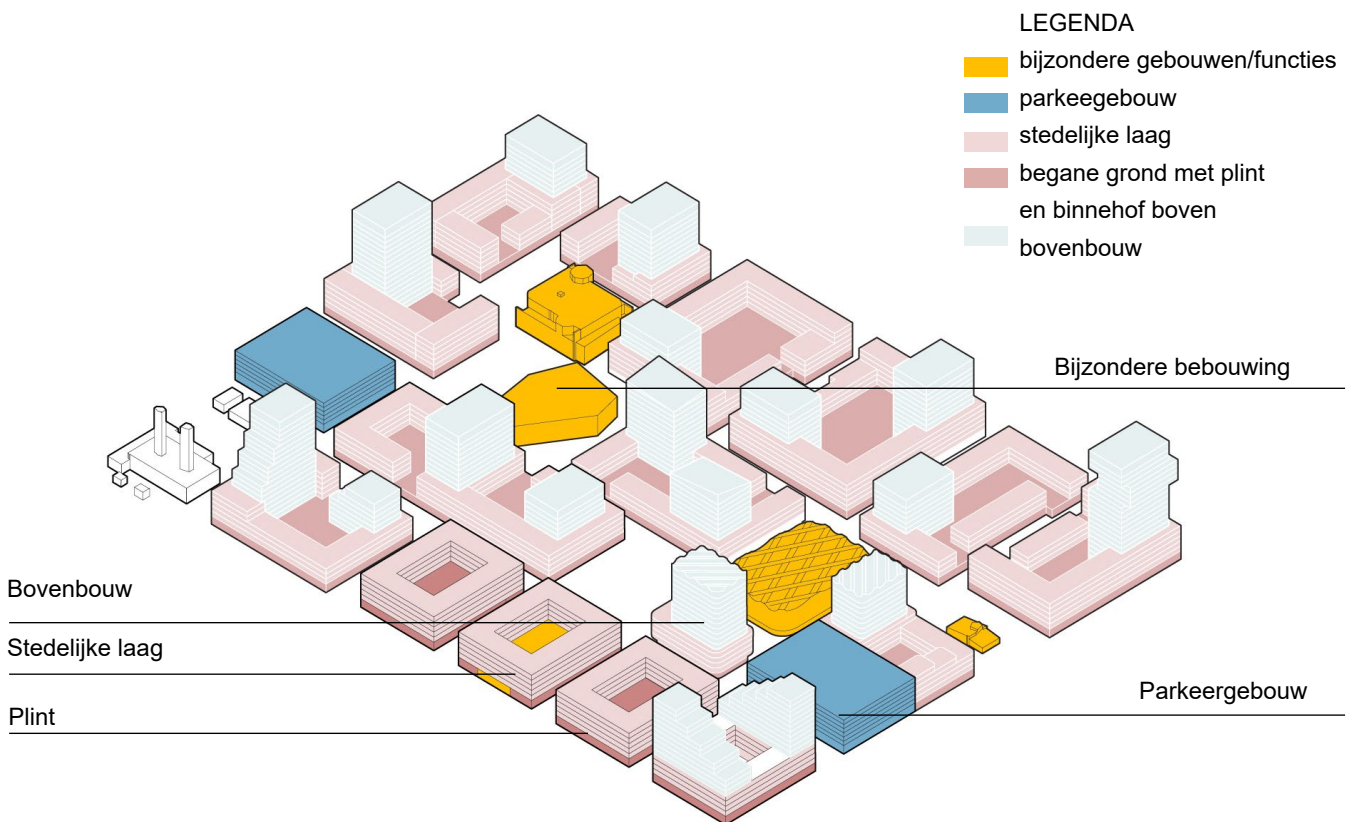 LEGENDA
bijzondere gebouwen/functies
parkeegebouw
stedelijke laag
begane grond met plint
en binnehof boven
bovenbouw
Bijzondere bebouwing
Bovenbouw
Stedelijke laag
Plint
Parkeergebouw